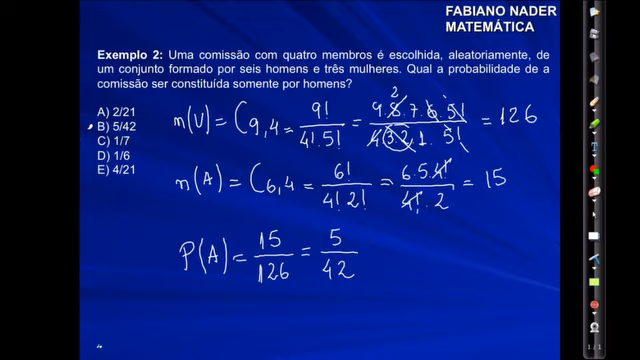 FABIANO NADER
MATEMÁTICA
Exemplo 2: Uma comissão com quatro membros é escolhida, aleatoriamente, de
um conjunto formado por seis homens e três mulheres. Qual a probabilidade de a
comissão ser constituída somente por homens?
A) 2/21
B) 5/42
C) 1/7
D) 1/6
E) 4/21
n(U) = C9,4 = 9!/4!.5! = 9.8.7.6.5!/4.3.2.1.5! = 126
2
n(A) = C6,4 = 6!/4!2! = 6.5.4!/4!.2 = 15
P(A) = 15/126 = 5/42
1 / 1